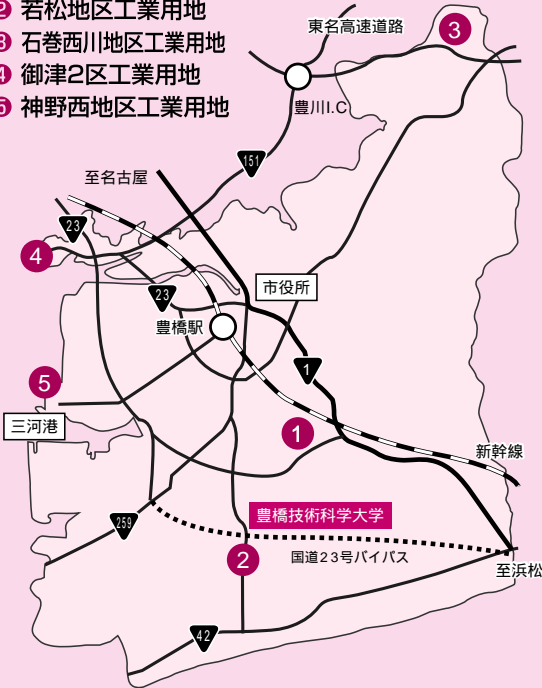 ② 若松地区工業用地
③ 石巻西川地区工業用地
④ 御津2区工業用地
⑤ 神野西地区工業用地
東名高速道路
3
豊川I.C
151
至名古屋
23
4
市役所
23
豊橋駅
1
5
三河港
1
新幹線
豊橋技術科学大学
259
国道23号バイパス
2
至浜松
42